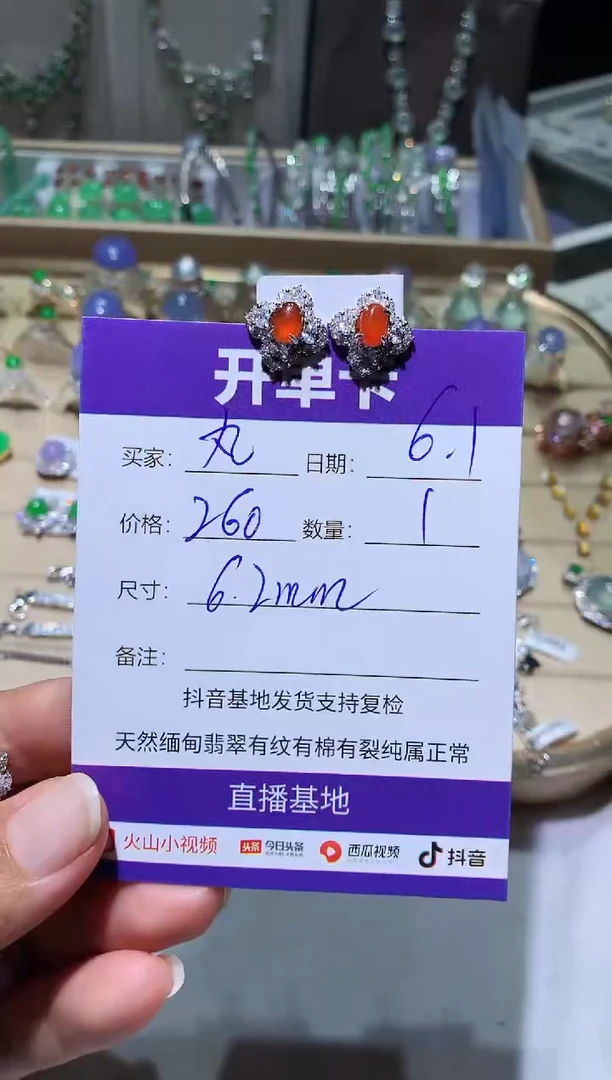 开单卡
买家: 丸 日期: 6.1
价格: 260 数量: 1
尺寸: 6.2mm
备注:
抖音基地发货支持复检
天然缅甸翡翠有纹有棉有裂纯属正常
直播基地
火山小视频 头条 今日头条 西瓜视频 抖音